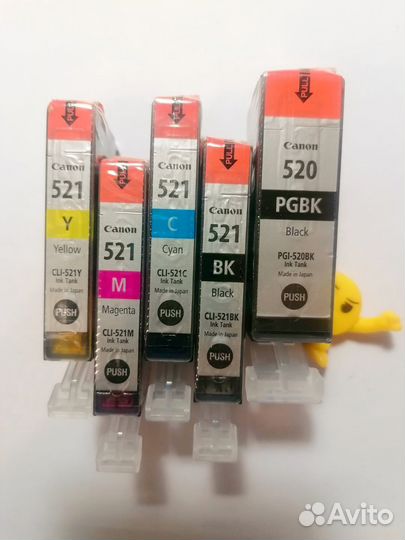 PULL
Canon
521
Y
Yellow
CLI-521Y
Ink Tank
Made in Japan
PUSH
PULL
Canon
521
M
Magenta
CLI-521M
Ink Tank
Made in Japan
PUSH
PULL
Canon
521
C
Cyan
CLI-521C
Ink Tank
Made in Japan
PUSH
PULL
Canon
521
BK
Black
CLI-521BK
Ink Tank
Made in Japan
PUSH
PULL
Canon
520
PGBK
Black
PGI-520BK
Ink Tank
Made in Japan
PUSH
Avito